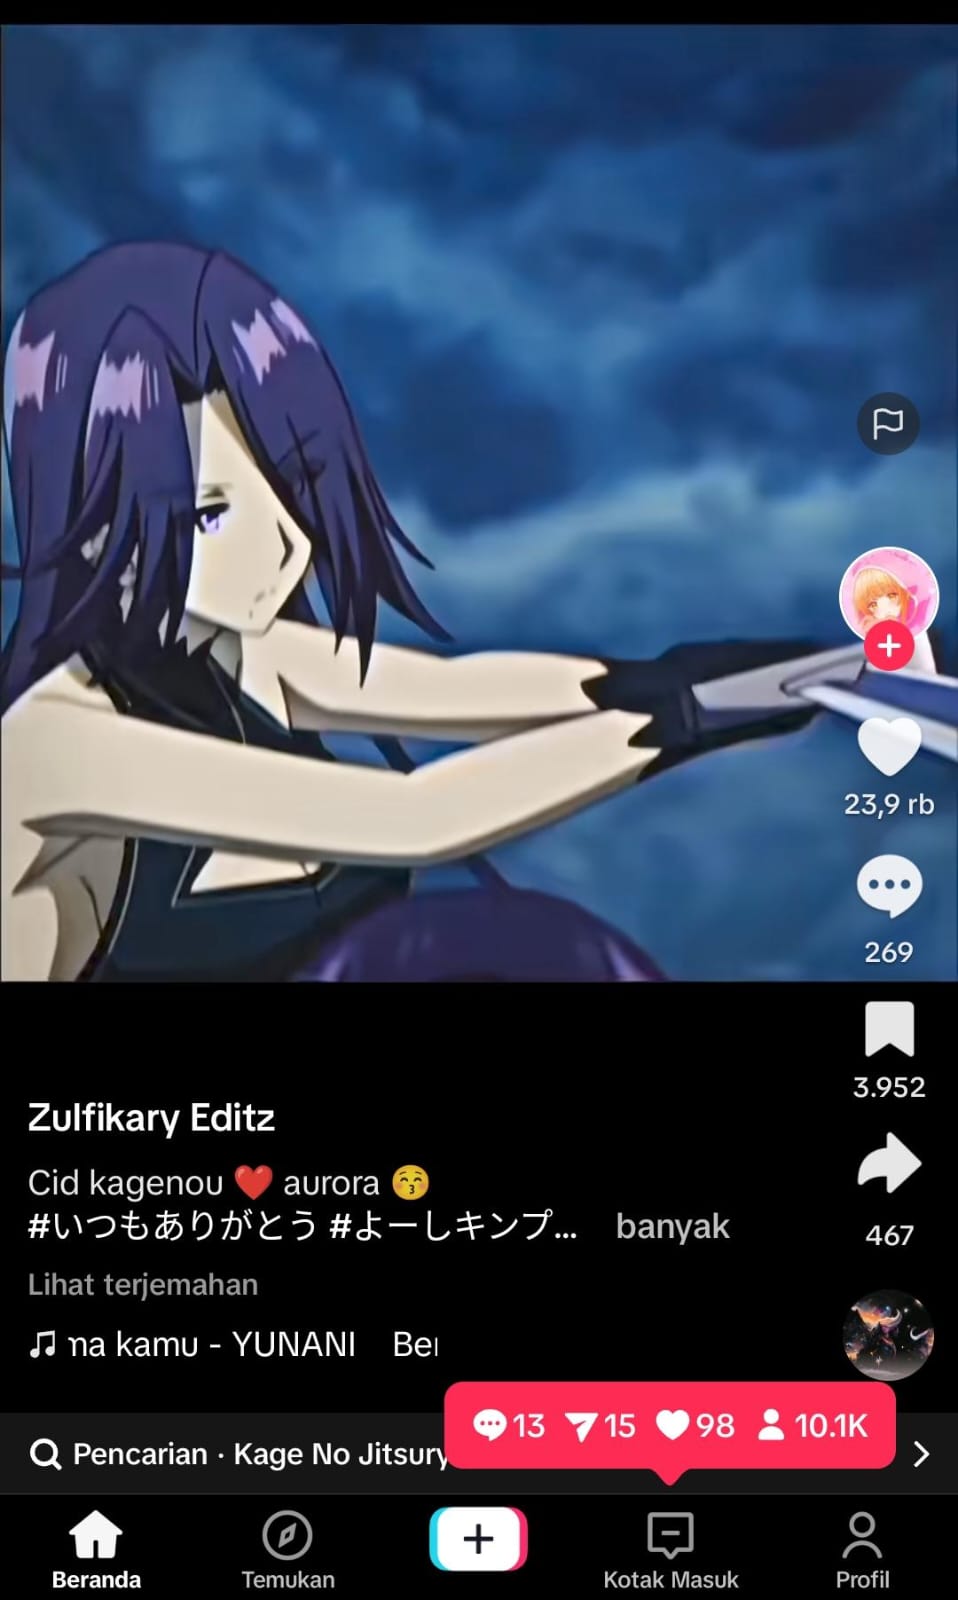 23,9 rb
269
3.952
467
Zulfikary Editz
Cid kagenou ❤️ aurora 😚
#いつもありがとう #よーしキンプ... banyak
Lihat terjemahan
na kamu - YUNANI Ber
13 15 98 10.1K
Pencarian · Kage No Jitsury
Beranda
Temukan
Kotak Masuk
Profil